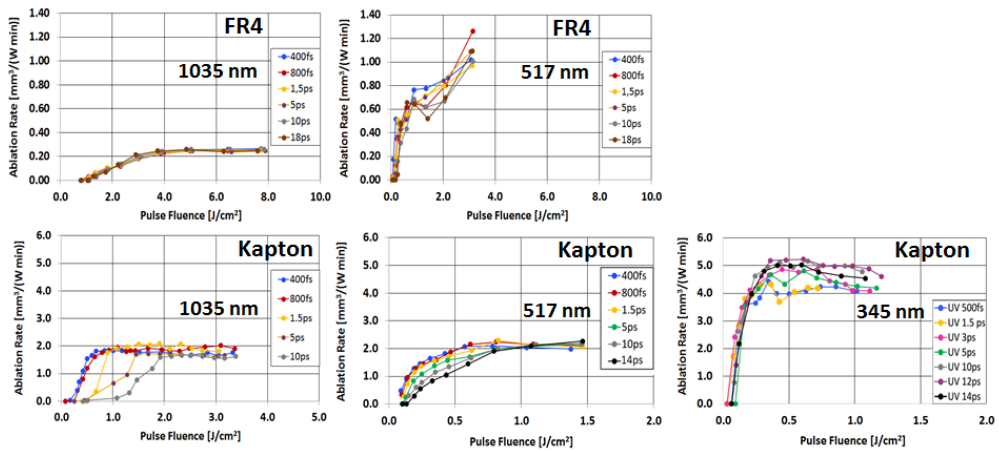 FR4
1035 nm
Ablation Rate [mm³/(W min)]
1.40
1.20
1.00
0.80
0.60
0.40
0.20
0.00
0.0 2.0 4.0 6.0 8.0 10.0
Pulse Fluence [J/cm²]
400fs
800fs
1,5ps
5ps
10ps
18ps
FR4
517 nm
Ablation Rate [mm³/(W min)]
1.40
1.20
1.00
0.80
0.60
0.40
0.20
0.00
0.0 2.0 4.0 6.0 8.0
Pulse Fluence [J/cm²]
400fs
800fs
1,5ps
5ps
10ps
18ps
Kapton
1035 nm
Ablation Rate [mm³/(W min)]
6.0
5.0
4.0
3.0
2.0
1.0
0.0
0.0 1.0 2.0 3.0 4.0 5.0
Pulse Fluence [J/cm²]
400fs
800fs
1.5ps
5ps
10ps
Kapton
517 nm
Ablation Rate [mm³/(W min)]
6.0
5.0
4.0
3.0
2.0
1.0
0.0
0.0 0.5 1.0 1.5 2.0
Pulse Fluence [J/cm²]
400fs
800fs
1.5ps
5ps
10ps
14ps
Kapton
345 nm
Ablation Rate [mm³/(W min)]
6.0
5.0
4.0
3.0
2.0
1.0
0.0
0.0 0.5 1.0 1.5 2.0
Pulse Fluence [J/cm²]
UV 500fs
UV 1.5 ps
UV 3ps
UV 5ps
UV 10ps
UV 12ps
UV 14ps